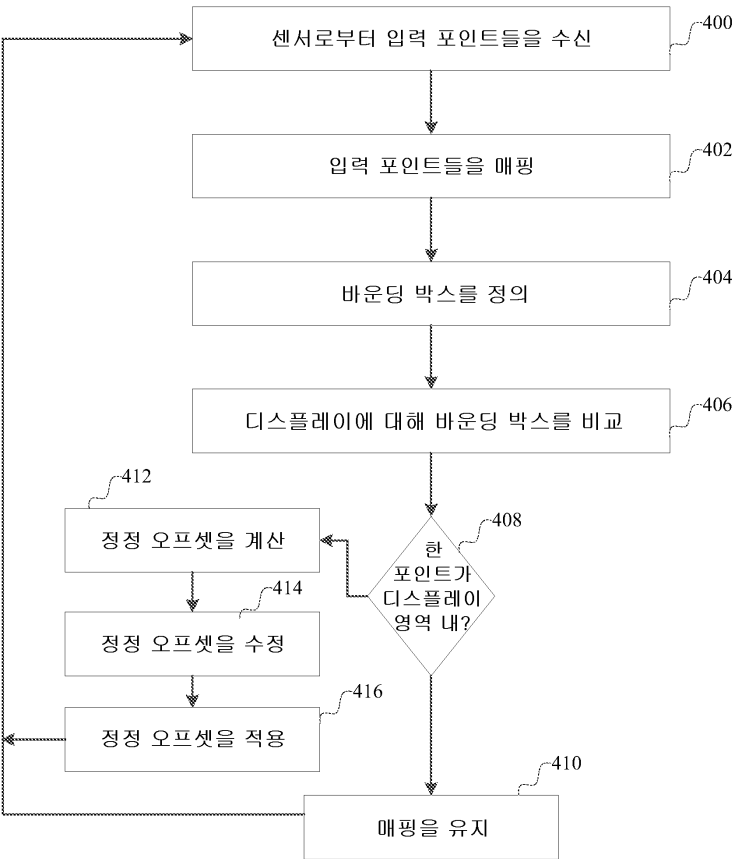 센서로부터 입력 포인트들을 수신
400
입력 포인트들을 매핑
402
바운딩 박스를 정의
404
디스플레이에 대해 바운딩 박스를 비교
406
한
포인트가
디스플레이
영역 내?
408
정정 오프셋을 계산
412
정정 오프셋을 수정
414
정정 오프셋을 적용
416
매핑을 유지
410